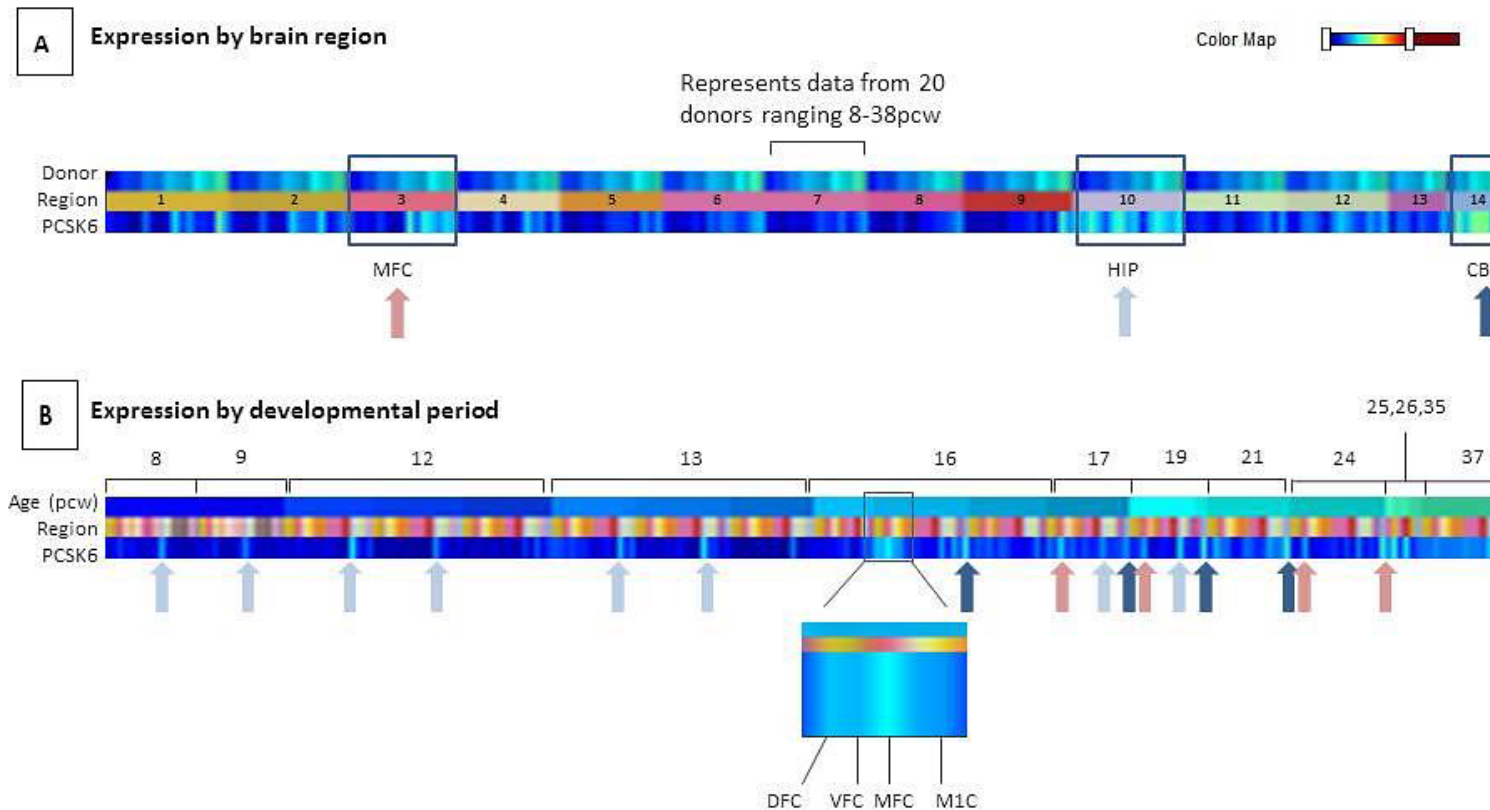 A Expression by brain region
Color Map
Represents data from 20
donors ranging 8-38pcw
Donor
Region 1 2 3 4 5 6 7 8 9 10 11 12 13 14
PCSK6
MFC HIP CB
B Expression by developmental period
25,26,35
8 9 12 13 16 17 19 21 24 37
Age (pcw)
Region
PCSK6
DFC VFC MFC M1C